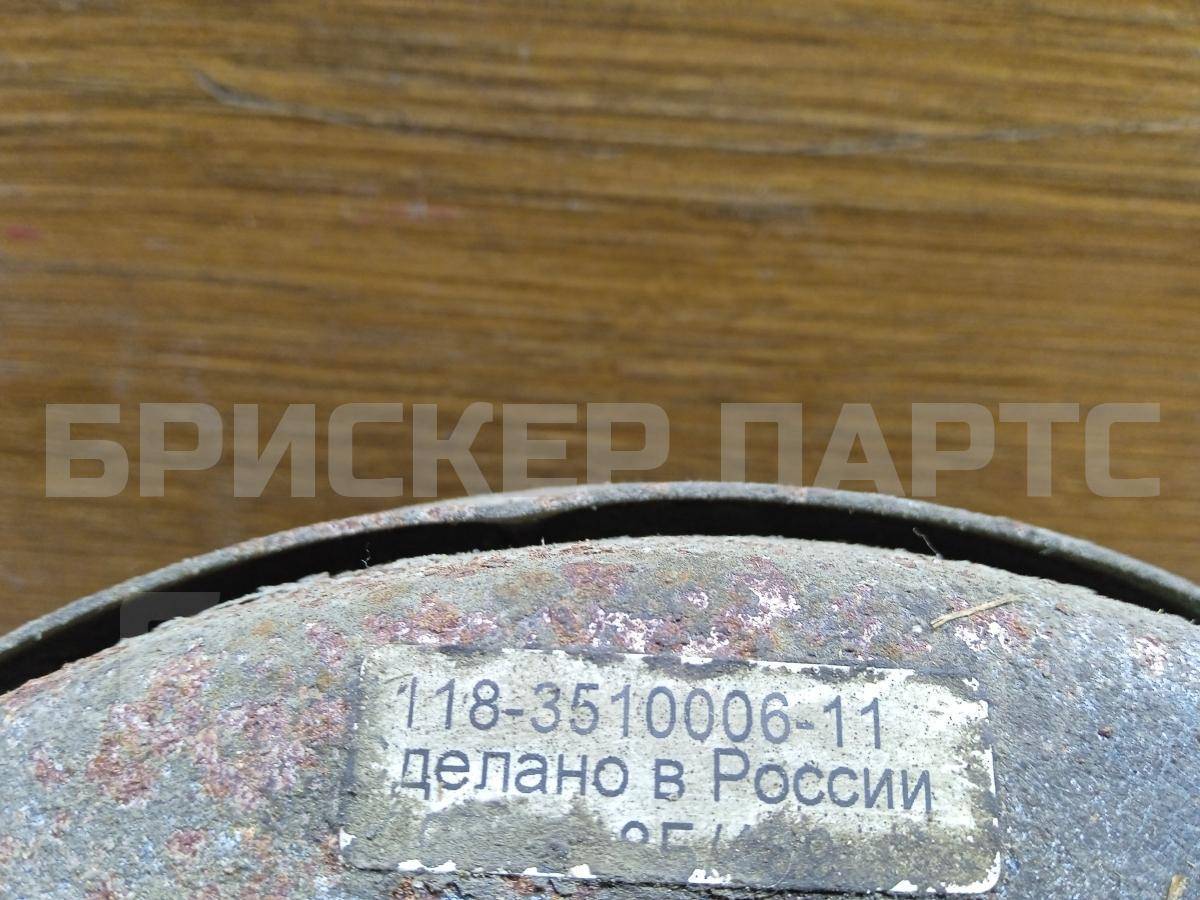 БРИСКЕР ПАРТС
118-3510006-11
делано в России